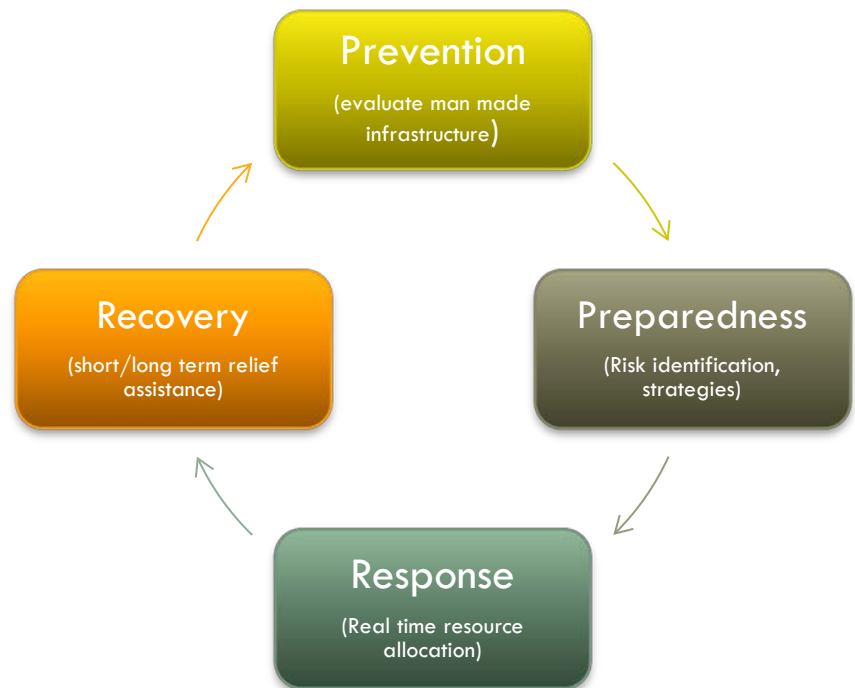 Prevention
(evaluate man made
infrastructure)
Recovery
(short/long term relief
assistance)
Preparedness
(Risk identification,
strategies)
Response
(Real time resource
allocation)